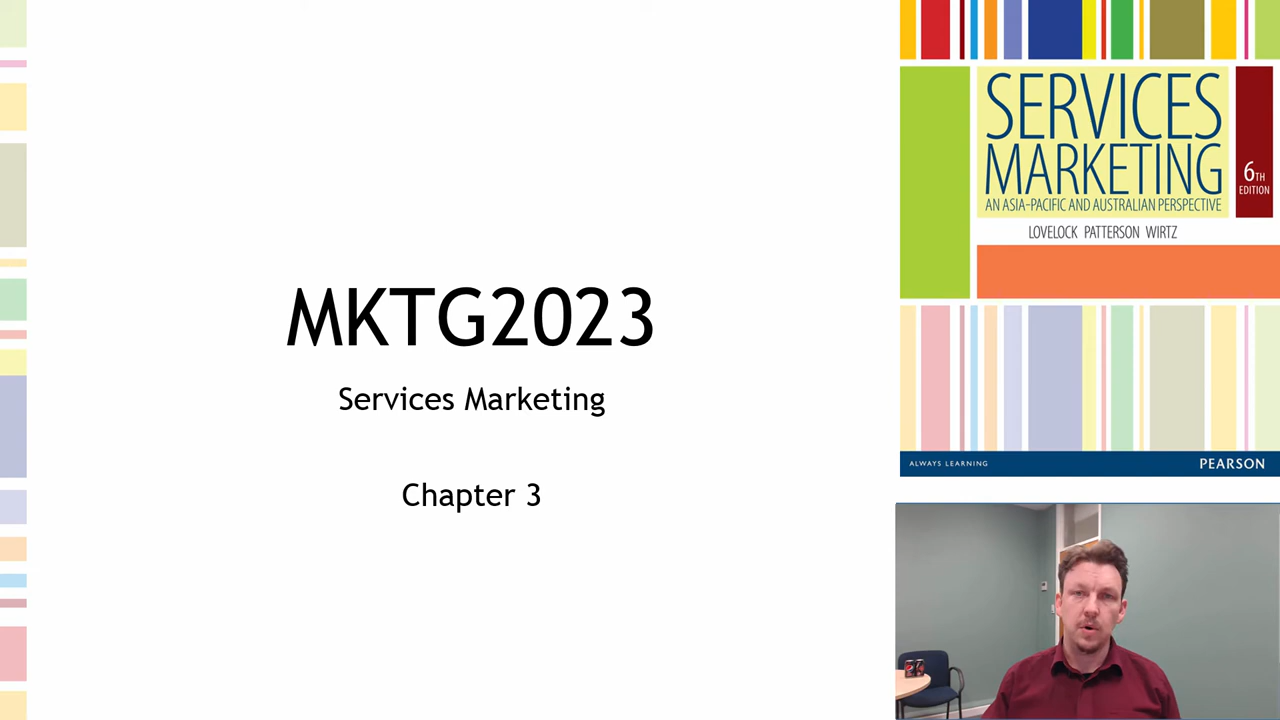 MKTG2023
Services Marketing
Chapter 3
SERVICES
MARKETING
AN ASIA-PACIFIC AND AUSTRALIAN PERSPECTIVE
6TH
EDITION
LOVELOCK PATTERSON WIRTZ
ALWAYS LEARNING
PEARSON